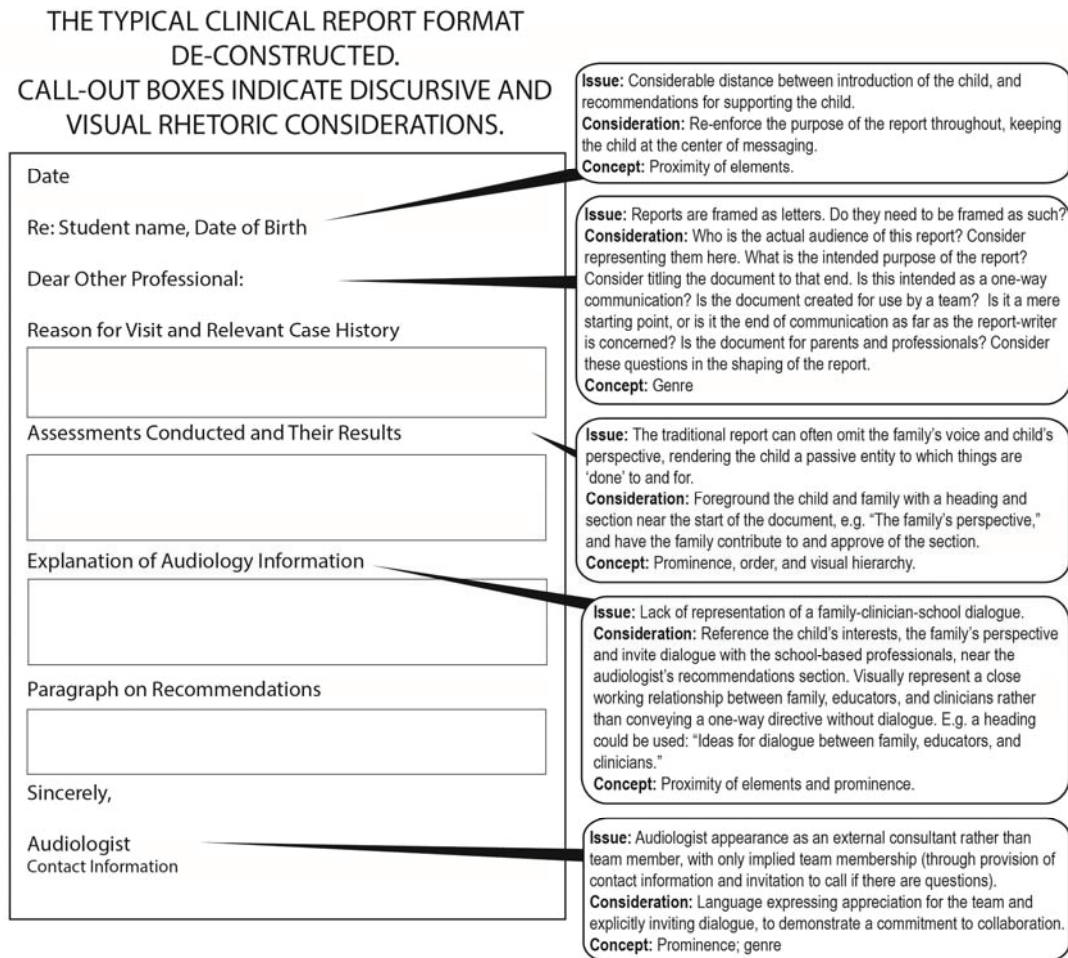 THE TYPICAL CLINICAL REPORT FORMAT
DE-CONSTRUCTED.
CALL-OUT BOXES INDICATE DISCURSIVE AND
VISUAL RHETORIC CONSIDERATIONS.
Date
Re: Student name, Date of Birth
Dear Other Professional:
Reason for Visit and Relevant Case History
Assessments Conducted and Their Results
Explanation of Audiology Information
Paragraph on Recommendations
Sincerely,
Audiologist
Contact Information
Issue: Considerable distance between introduction of the child, and
recommendations for supporting the child.
Consideration: Re-enforce the purpose of the report throughout, keeping
the child at the center of messaging.
Concept: Proximity of elements.
Issue: Reports are framed as letters. Do they need to be framed as such?
Consideration: Who is the actual audience of this report? Consider
representing them here. What is the intended purpose of the report?
Consider titling the document to that end. Is this intended as a one-way
communication? Is the document created for use by a team? Is it a mere
starting point, or is it the end of communication as far as the report-writer
is concerned? Is the document for parents and professionals? Consider
these questions in the shaping of the report.
Concept: Genre
Issue: The traditional report can often omit the family's voice and child's
perspective, rendering the child a passive entity to which things are
'done' to and for.
Consideration: Foreground the child and family with a heading and
section near the start of the document, e.g. "The family's perspective,"
and have the family contribute to and approve of the section.
Concept: Prominence, order, and visual hierarchy.
Issue: Lack of representation of a family-clinician-school dialogue.
Consideration: Reference the child's interests, the family's perspective
and invite dialogue with the school-based professionals, near the
audiologist's recommendations section. Visually represent a close
working relationship between family, educators, and clinicians rather
than conveying a one-way directive without dialogue. E.g. a heading
could be used: "Ideas for dialogue between family, educators, and
clinicians."
Concept: Proximity of elements and prominence.
Issue: Audiologist appearance as an external consultant rather than
team member, with only implied team membership (through provision of
contact information and invitation to call if there are questions).
Consideration: Language expressing appreciation for the team and
explicitly inviting dialogue, to demonstrate a commitment to collaboration.
Concept: Prominence; genre